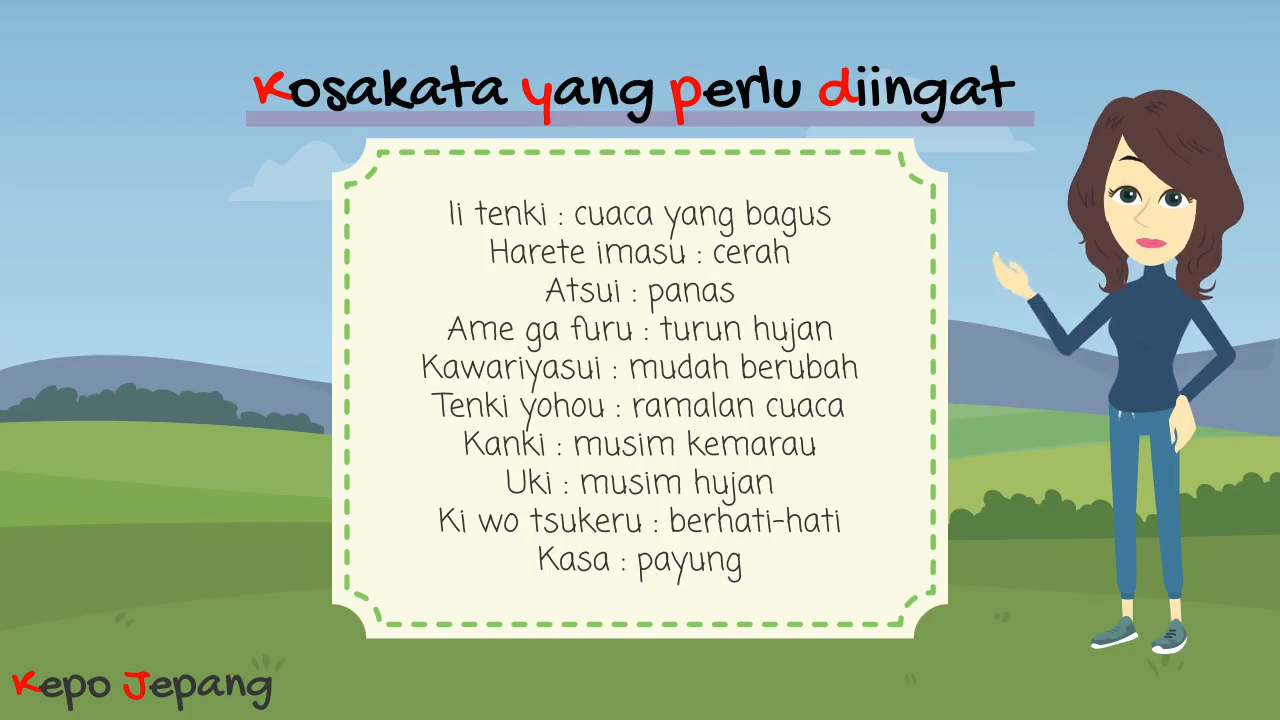 Kosakata yang perlu diingat
Ii tenki : cuaca yang bagus
Harete imasu : cerah
Atsui : panas
Ame ga furu : turun hujan
Kawariyasui : mudah berubah
Tenki yohou : ramalan cuaca
Kanki : musim kemarau
Uki : musim hujan
Ki wo tsukeru : berhati-hati
Kasa : payung
Kepo Jepang